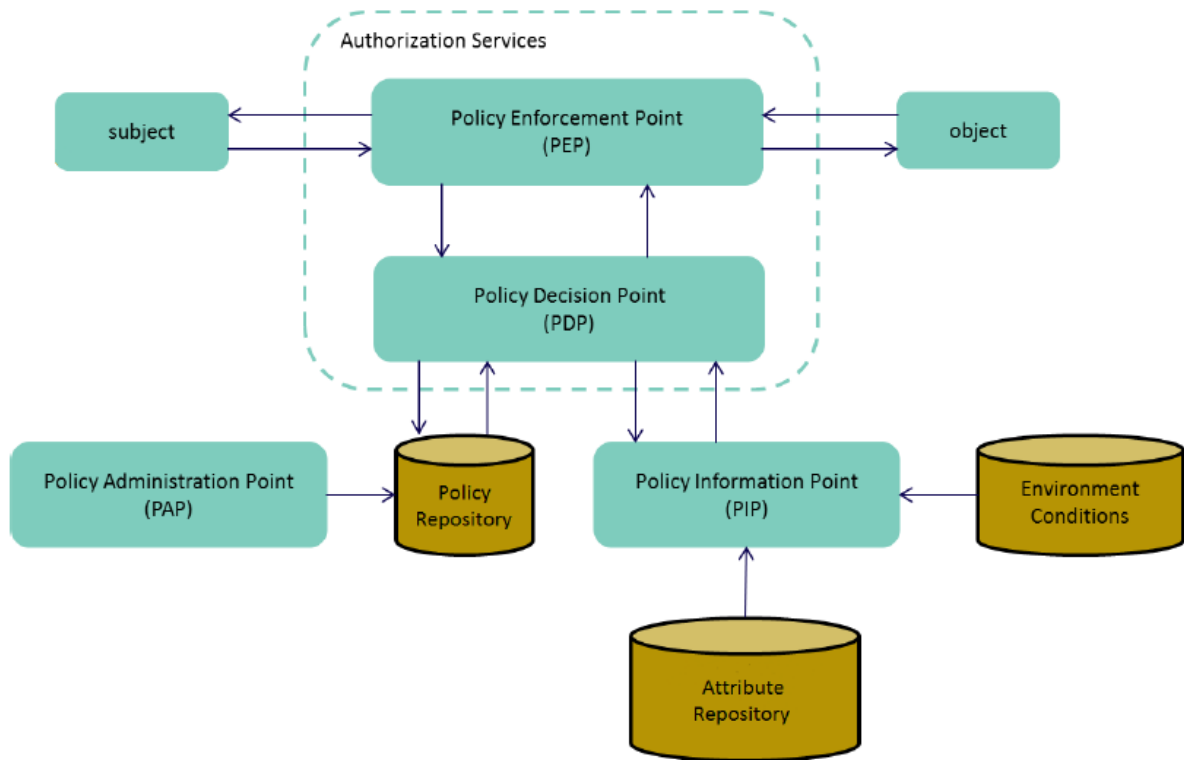 Authorization Services
subject
Policy Enforcement Point
(PEP)
object
Policy Decision Point
(PDP)
Policy Administration Point
(PAP)
Policy
Repository
Policy Information Point
(PIP)
Environment
Conditions
Attribute
Repository